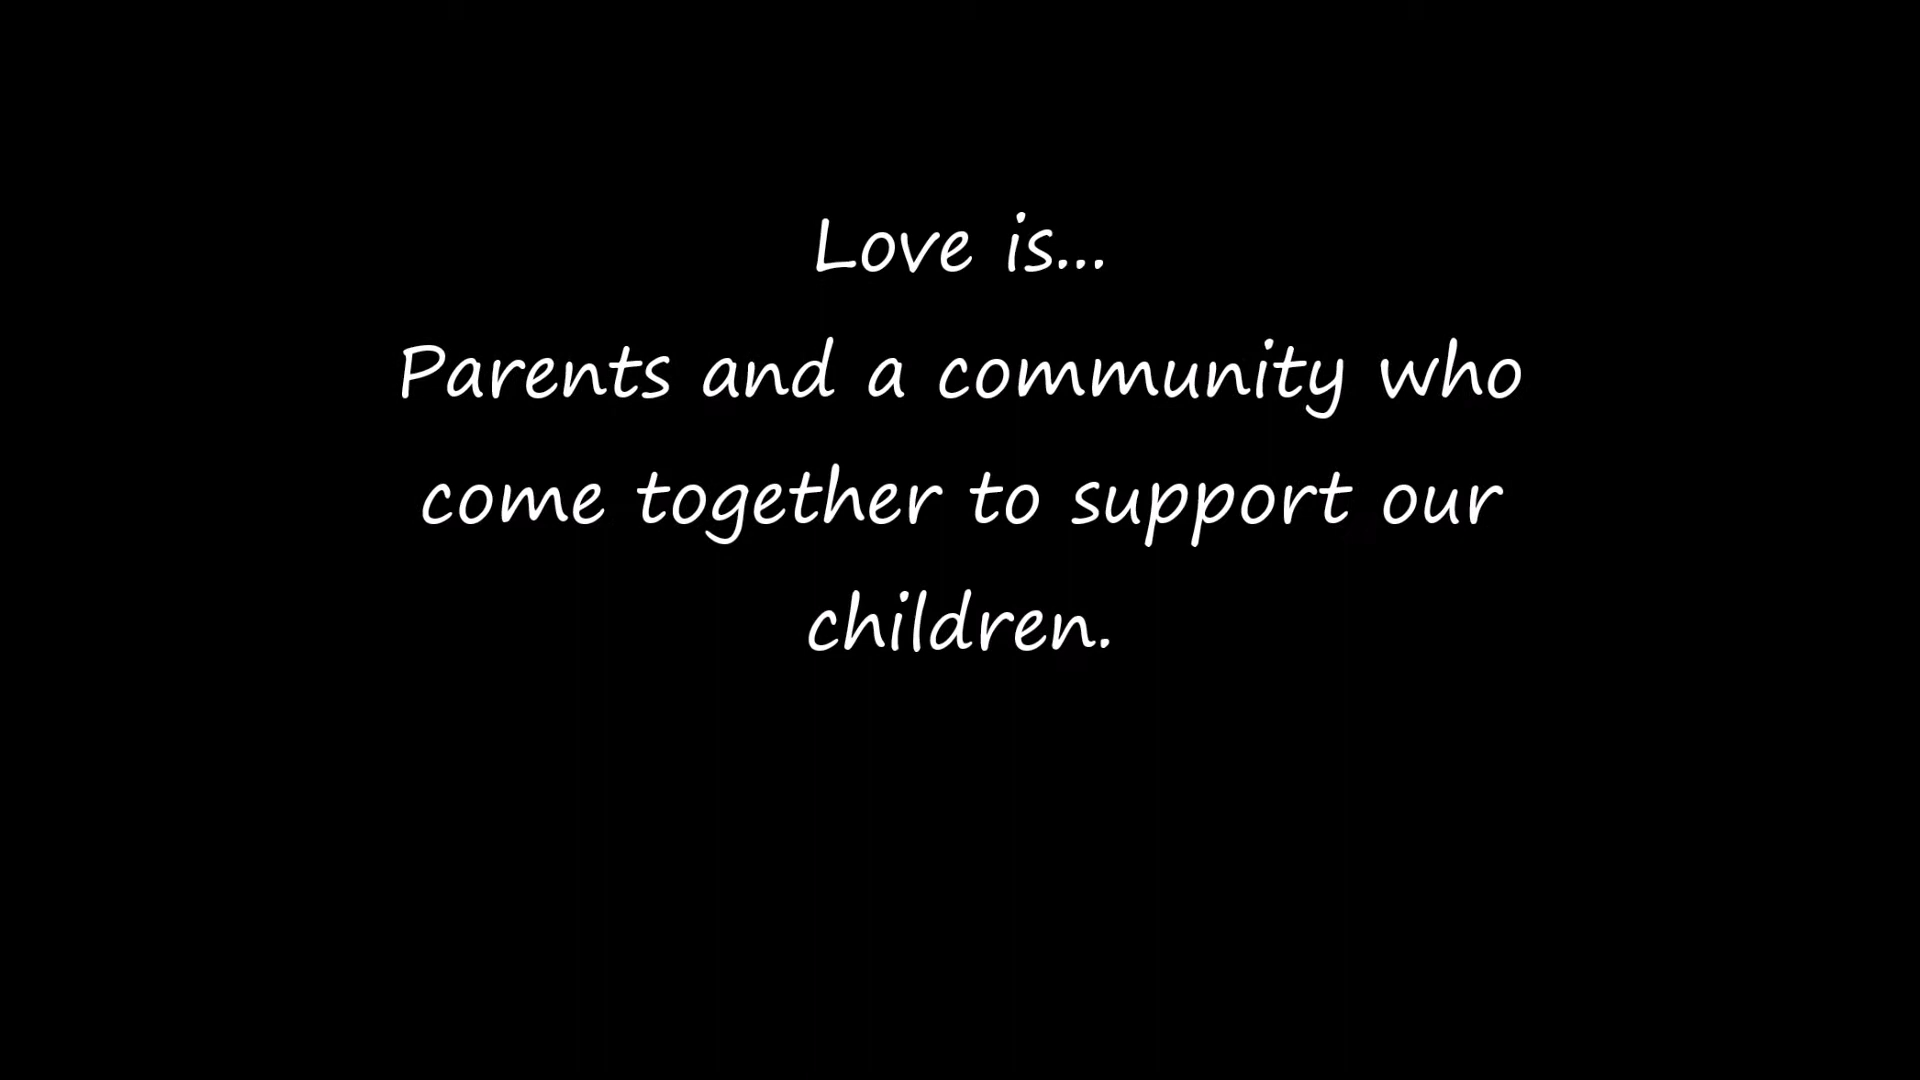 Love is...
Parents and a community who
come together to support our
children.